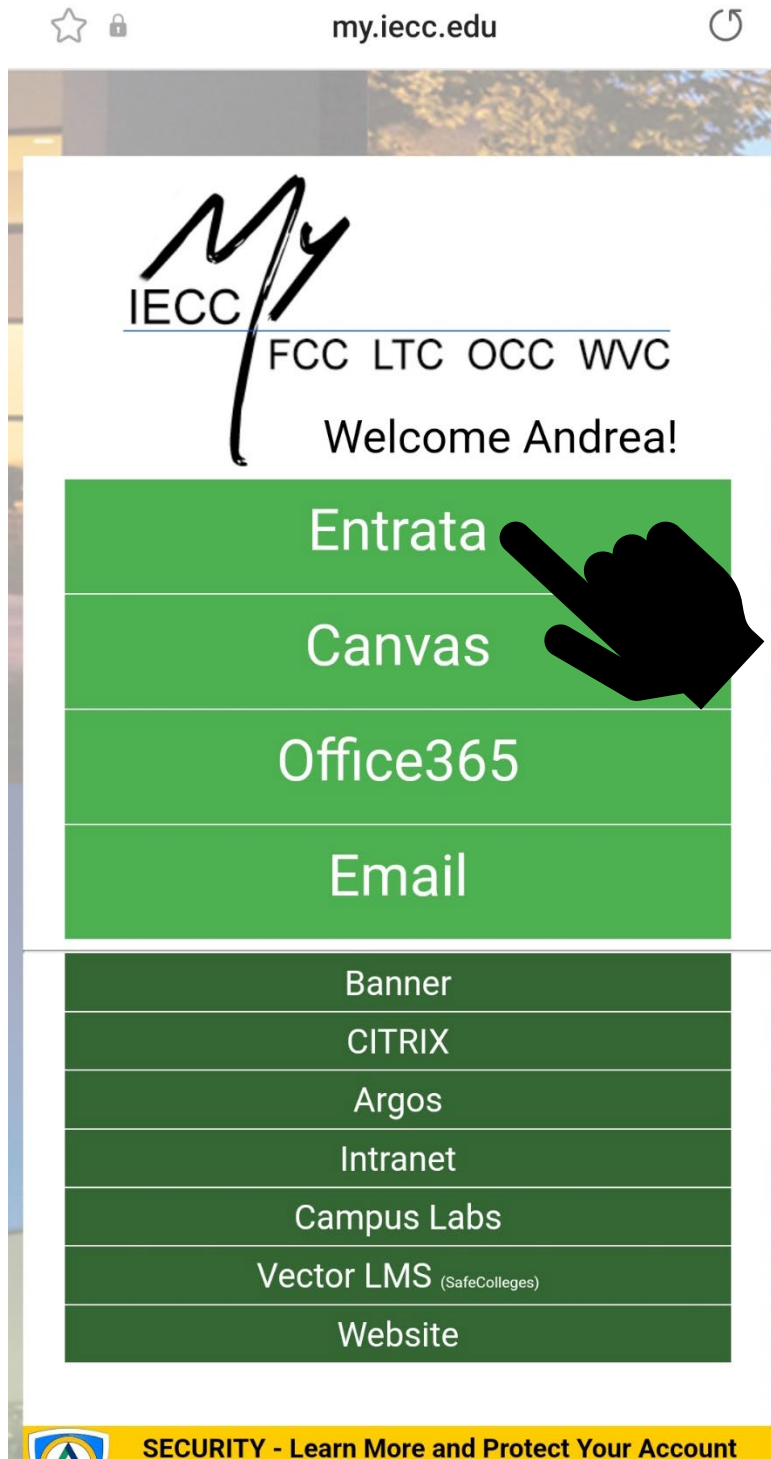 my.iecc.edu
My
IECC
FCC LTC OCC WVC
Welcome Andrea!
Entrata
Canvas
Office365
Email
Banner
CITRIX
Argos
Intranet
Campus Labs
Vector LMS (SafeColleges)
Website
SECURITY - Learn More and Protect Your Account